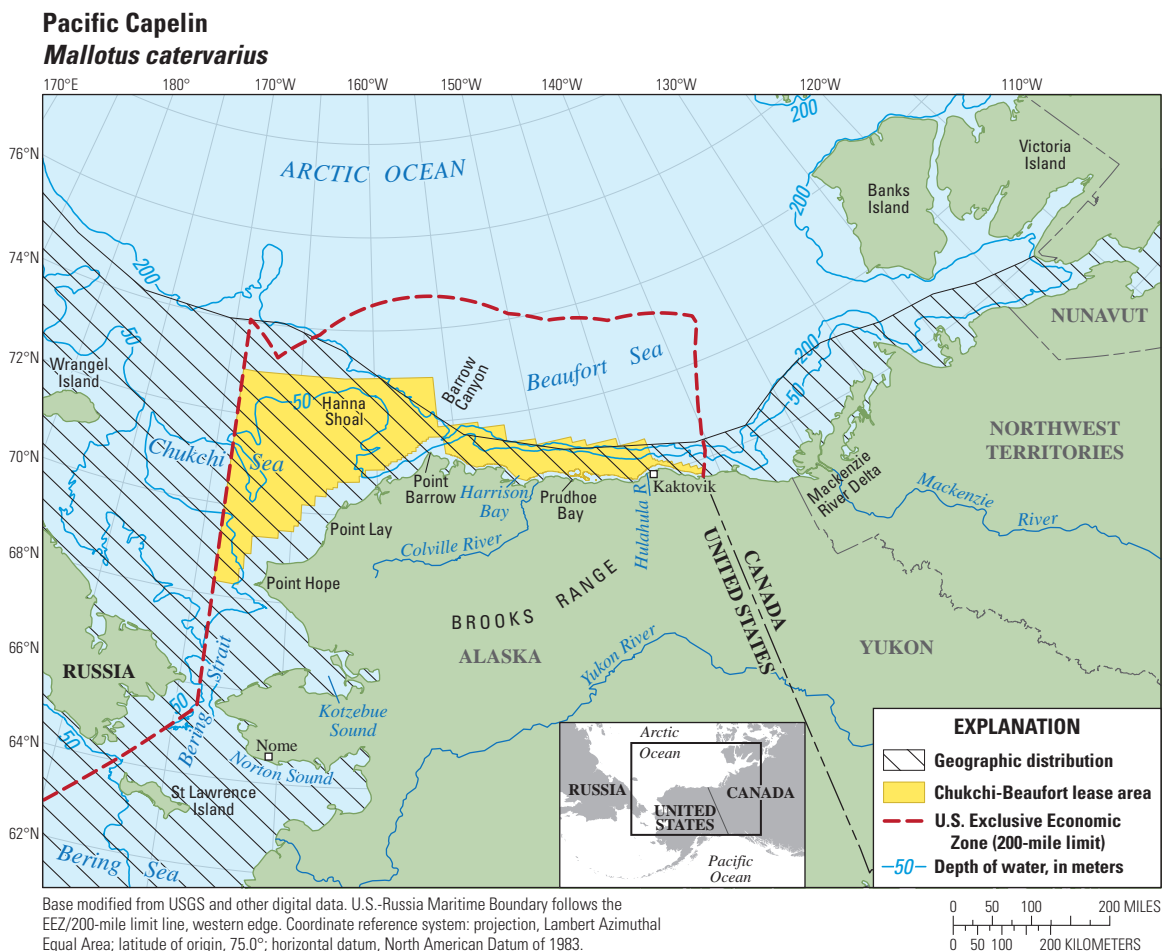 Pacific Capelin
Mallotus catervarius
170°E 180° 170°W 160°W 150°W 140°W 130°W 120°W 110°W
76°N
74°N
72°N
70°N
68°N
66°N
64°N
62°N
ARCTIC OCEAN
200
200
200
200
Banks
Island
Victoria
Island
NUNAVUT
50
Wrangel
Island
Beaufort Sea
Barrow
Canyon
Hanna
Shoal
50
50
Chukchi Sea
NORTHWEST
TERRITORIES
Point
Barrow
Harrison
Bay
Prudhoe
Bay
Kaktovik
Hulahula R
Mackenzie
River Delta
Mackenzie
River
Point Lay
Colville River
Point Hope
BROOKS RANGE
ALASKA
CANADA
UNITED STATES
YUKON
Yukon River
RUSSIA
Bering Strait
50
50
Kotzebue
Sound
Nome
Norton Sound
St Lawrence
Island
Bering Sea
Arctic
Ocean
RUSSIA
CANADA
UNITED
STATES
Pacific
Ocean
EXPLANATION
Geographic distribution
Chukchi-Beaufort lease area
U.S. Exclusive Economic
Zone (200-mile limit)
50 Depth of water, in meters
Base modified from USGS and other digital data. U.S.-Russia Maritime Boundary follows the
EEZ/200-mile limit line, western edge. Coordinate reference system: projection, Lambert Azimuthal
Equal Area; latitude of origin, 75.0°; horizontal datum, North American Datum of 1983.
0 50 100 200 MILES
0 50 100 200 KILOMETERS